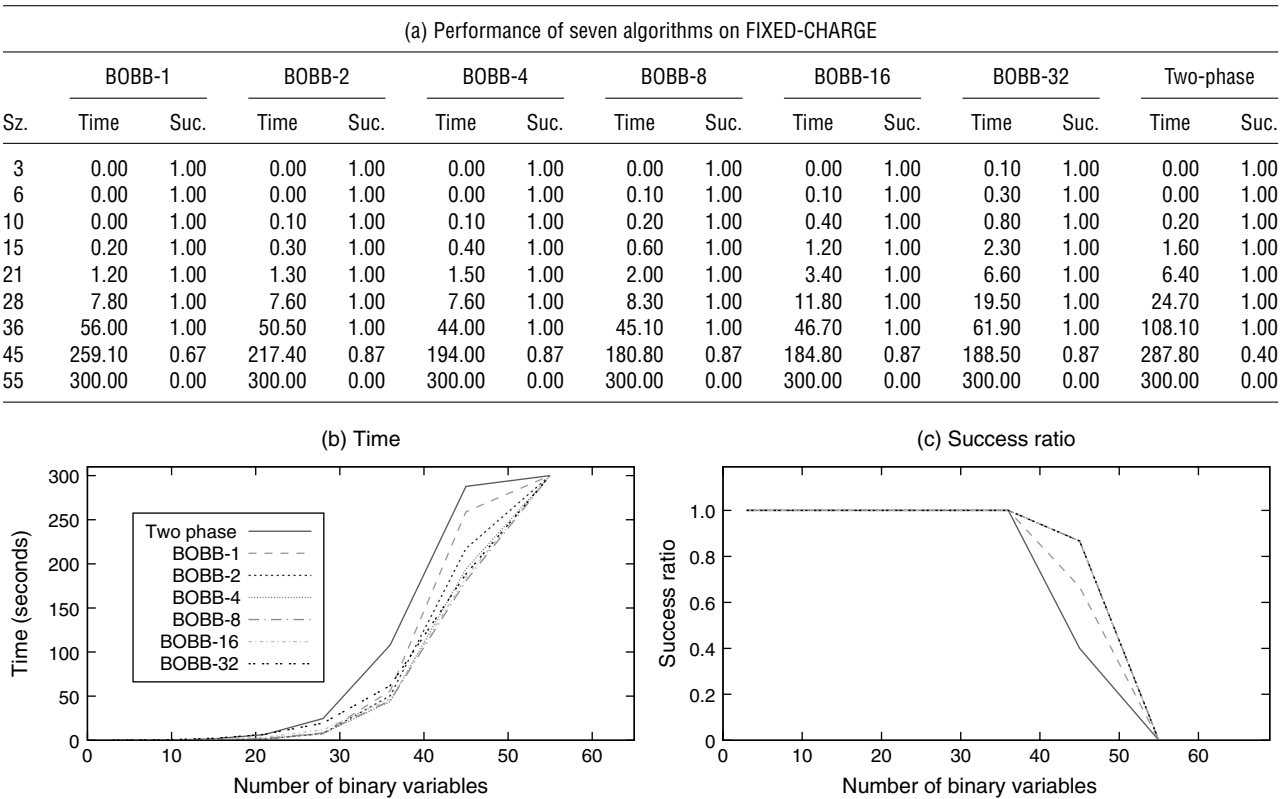 (a) Performance of seven algorithms on FIXED-CHARGE
BOBB-1 BOBB-2 BOBB-4 BOBB-8 BOBB-16 BOBB-32 Two-phase
Sz. Time Suc. Time Suc. Time Suc. Time Suc. Time Suc. Time Suc. Time Suc.
3 0.00 1.00 0.00 1.00 0.00 1.00 0.00 1.00 0.00 1.00 0.10 1.00 0.00 1.00
6 0.00 1.00 0.00 1.00 0.00 1.00 0.10 1.00 0.10 1.00 0.30 1.00 0.00 1.00
10 0.00 1.00 0.10 1.00 0.10 1.00 0.20 1.00 0.40 1.00 0.80 1.00 0.20 1.00
15 0.20 1.00 0.30 1.00 0.40 1.00 0.60 1.00 1.20 1.00 2.30 1.00 1.60 1.00
21 1.20 1.00 1.30 1.00 1.50 1.00 2.00 1.00 3.40 1.00 6.60 1.00 6.40 1.00
28 7.80 1.00 7.60 1.00 7.60 1.00 8.30 1.00 11.80 1.00 19.50 1.00 24.70 1.00
36 56.00 1.00 50.50 1.00 44.00 1.00 45.10 1.00 46.70 1.00 61.90 1.00 108.10 1.00
45 259.10 0.67 217.40 0.87 194.00 0.87 180.80 0.87 184.80 0.87 188.50 0.87 287.80 0.40
55 300.00 0.00 300.00 0.00 300.00 0.00 300.00 0.00 300.00 0.00 300.00 0.00 300.00 0.00
(b) Time
300
250
200
150
100
50
0
Time (seconds)
Two phase
BOBB-1
BOBB-2
BOBB-4
BOBB-8
BOBB-16
BOBB-32
0 10 20 30 40 50 60
Number of binary variables
(c) Success ratio
1.0
0.8
0.6
0.4
0.2
0
Success ratio
0 10 20 30 40 50 60
Number of binary variables